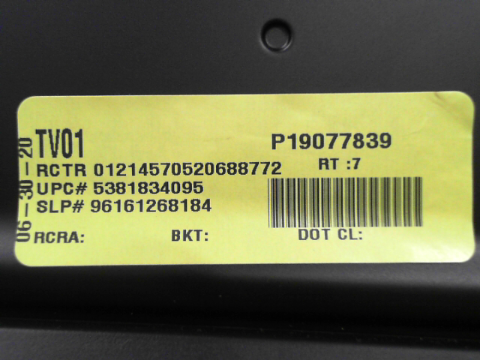 06-30-20
TV01 P19077839
RCTR 01214570520688772 RT :7
UPC# 5381834095
SLP# 96161268184
RCRA: BKT: DOT CL: